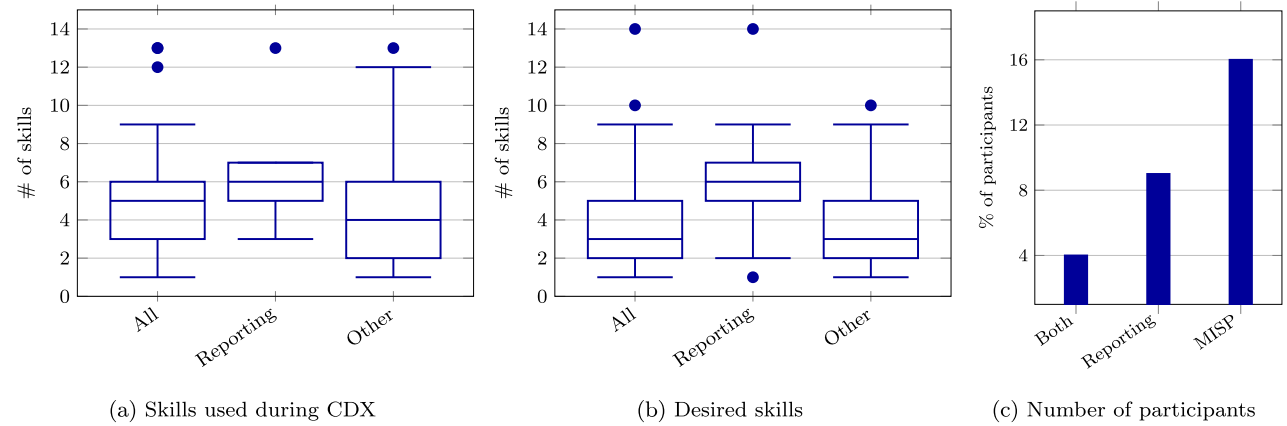 # of skills
14
12
10
8
6
4
2
0
All
Reporting
Other
(a) Skills used during CDX
# of skills
14
12
10
8
6
4
2
0
All
Reporting
Other
(b) Desired skills
% of participants
16
12
8
4
Both
Reporting
MISP
(c) Number of participants